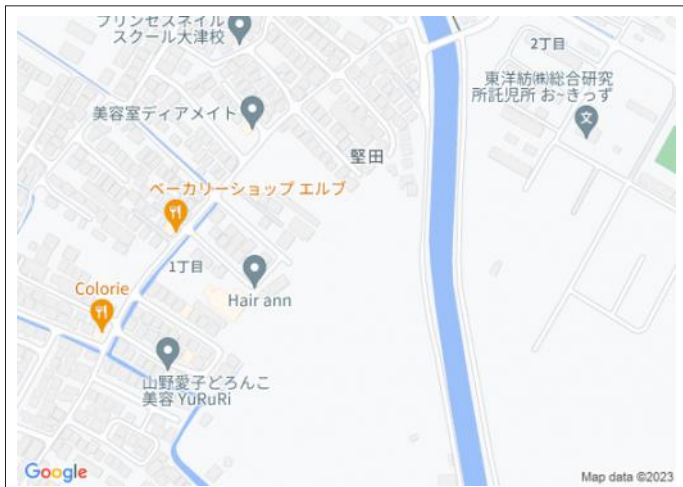 プリンセスネイル
スクール大津校
2丁目
東洋紡㈱総合研究
所託児所 お~きっず
文
美容室ディアメイト
堅田
ベーカリーショップ エルブ
1丁目
Colorie
Hair ann
山野愛子どろんこ
美容 YuRuRi
Google
Map data ©2023